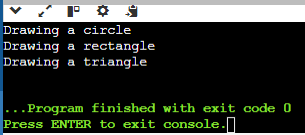 Drawing a circle
Drawing a rectangle
Drawing a triangle
...Program finished with exit code 0
Press ENTER to exit console.